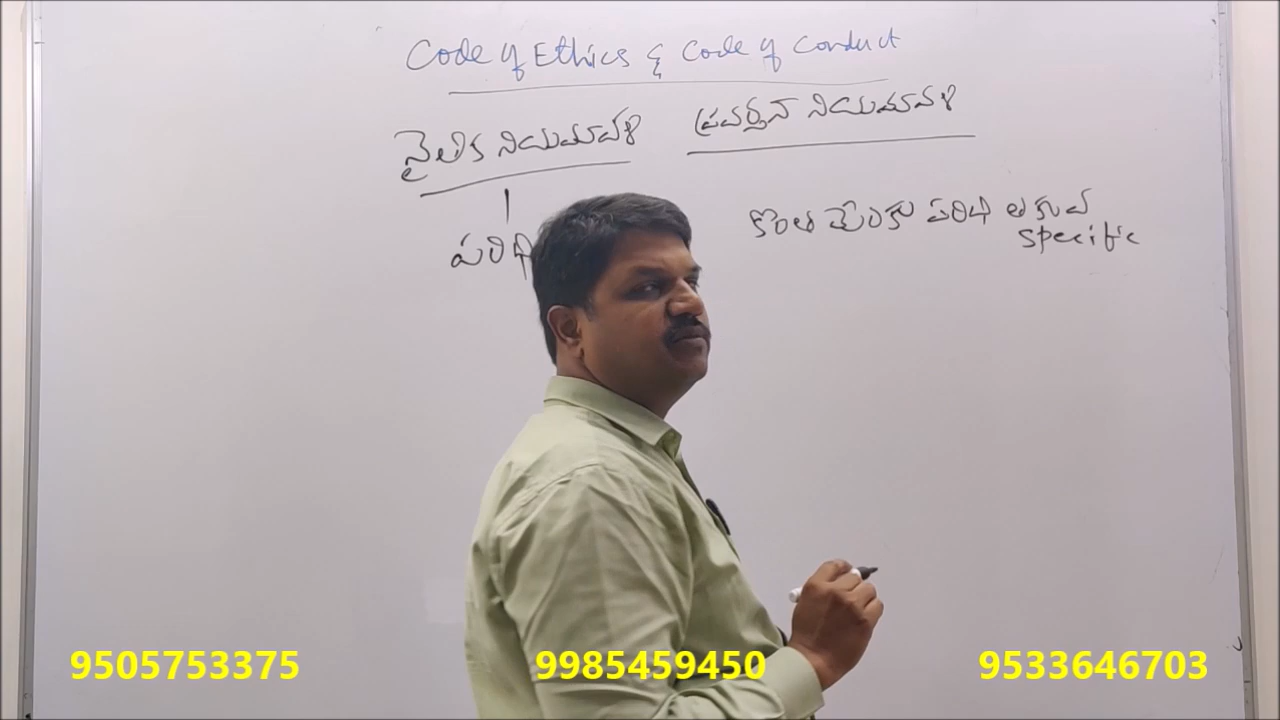 Code of Ethics & Code of Conduct
నైతిక నియమావళి ప్రవర్తన నియమావళి
పరిధి కొంత మేరకు పరిధి తక్కువ
specific
9505753375 9985459450 9533646703